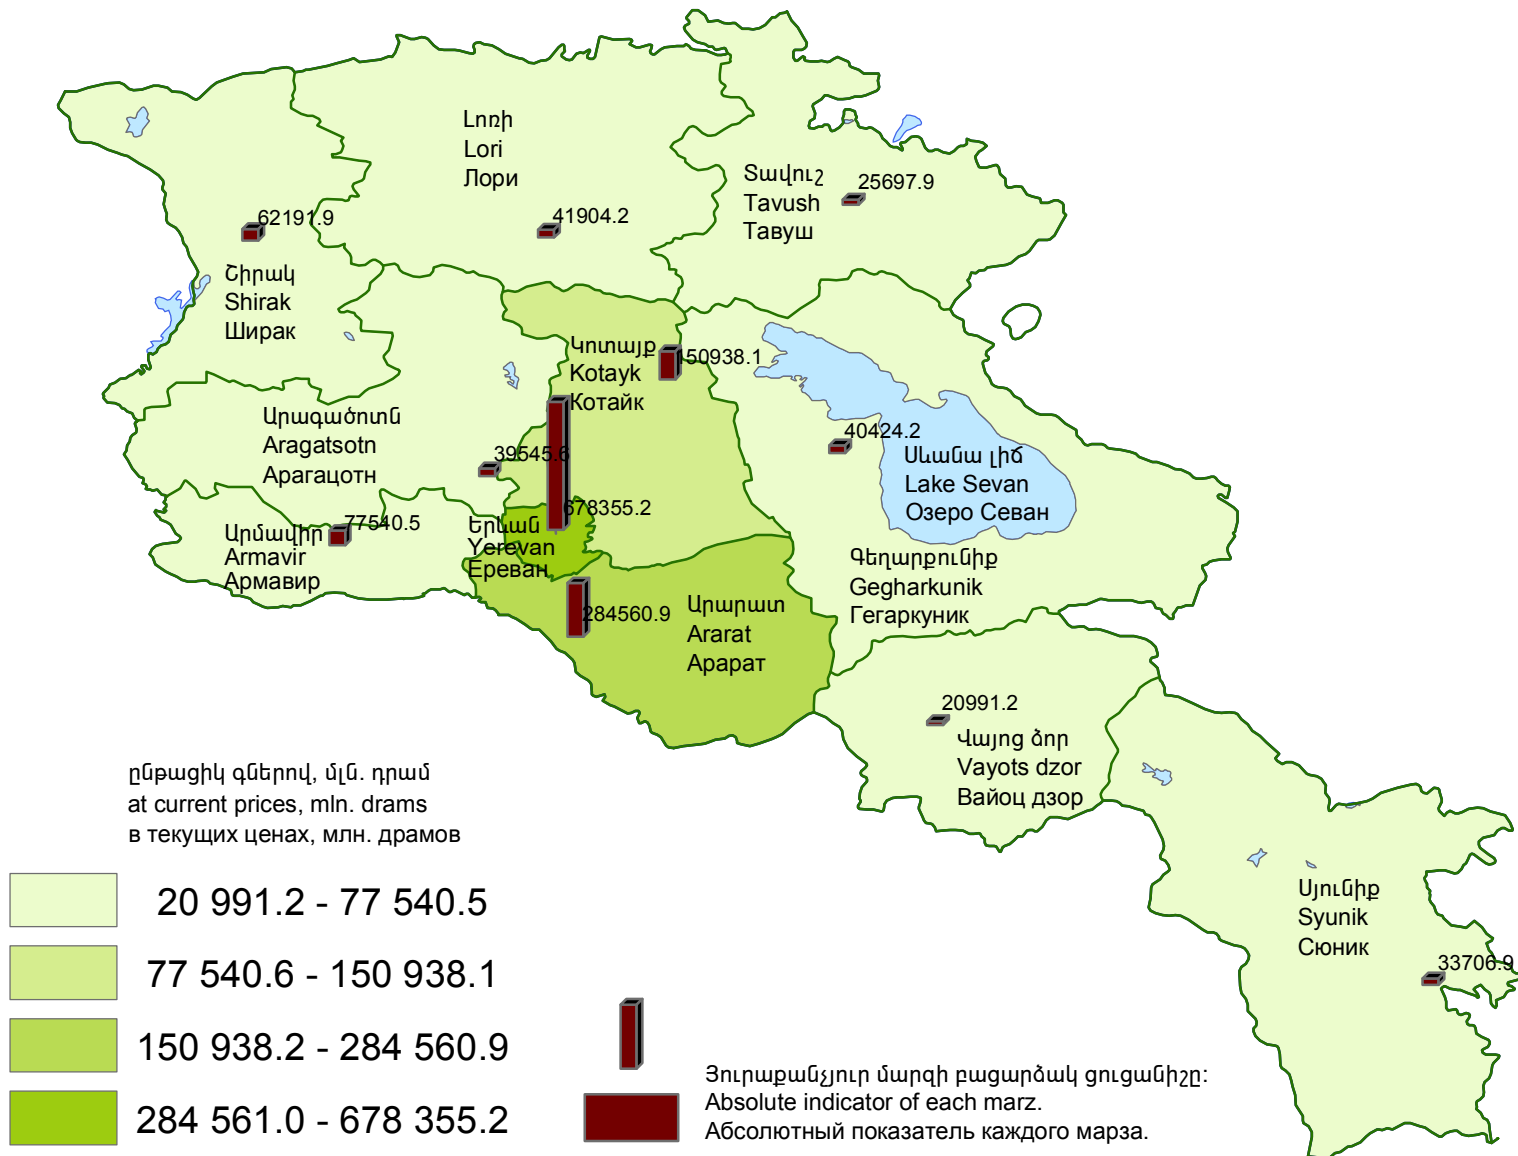 Լոռի
Lori
Лори
41904.2
Տավուշ
Tavush
Тавуш
25697.9
62191.9
Շիրակ
Shirak
Ширак
Կոտայք
Kotayk
Котайк
150938.1
Արագածոտն
Aragatsotn
Арагацотн
39545.6
40424.2
Սևանա լիճ
Lake Sevan
Озеро Севан
Արմավիր
Armavir
Армавир
77540.5
Երևան
Yerevan
Ереван
678355.2
Գեղարքունիք
Gegharkunik
Гегаркуник
284560.9
Արարատ
Ararat
Арарат
20991.2
Վայոց ձոր
Vayots dzor
Вайоц дзор
Սյունիք
Syunik
Сюник
33706.9
ընթացիկ գներով, մլն. դրամ
at current prices, mln. drams
в текущих ценах, млн. драмов
20 991.2 - 77 540.5
77 540.6 - 150 938.1
150 938.2 - 284 560.9
284 561.0 - 678 355.2
Յուրաքանչյուր մարզի բացարձակ ցուցանիշը:
Absolute indicator of each marz.
Абсолютный показатель каждого марза.